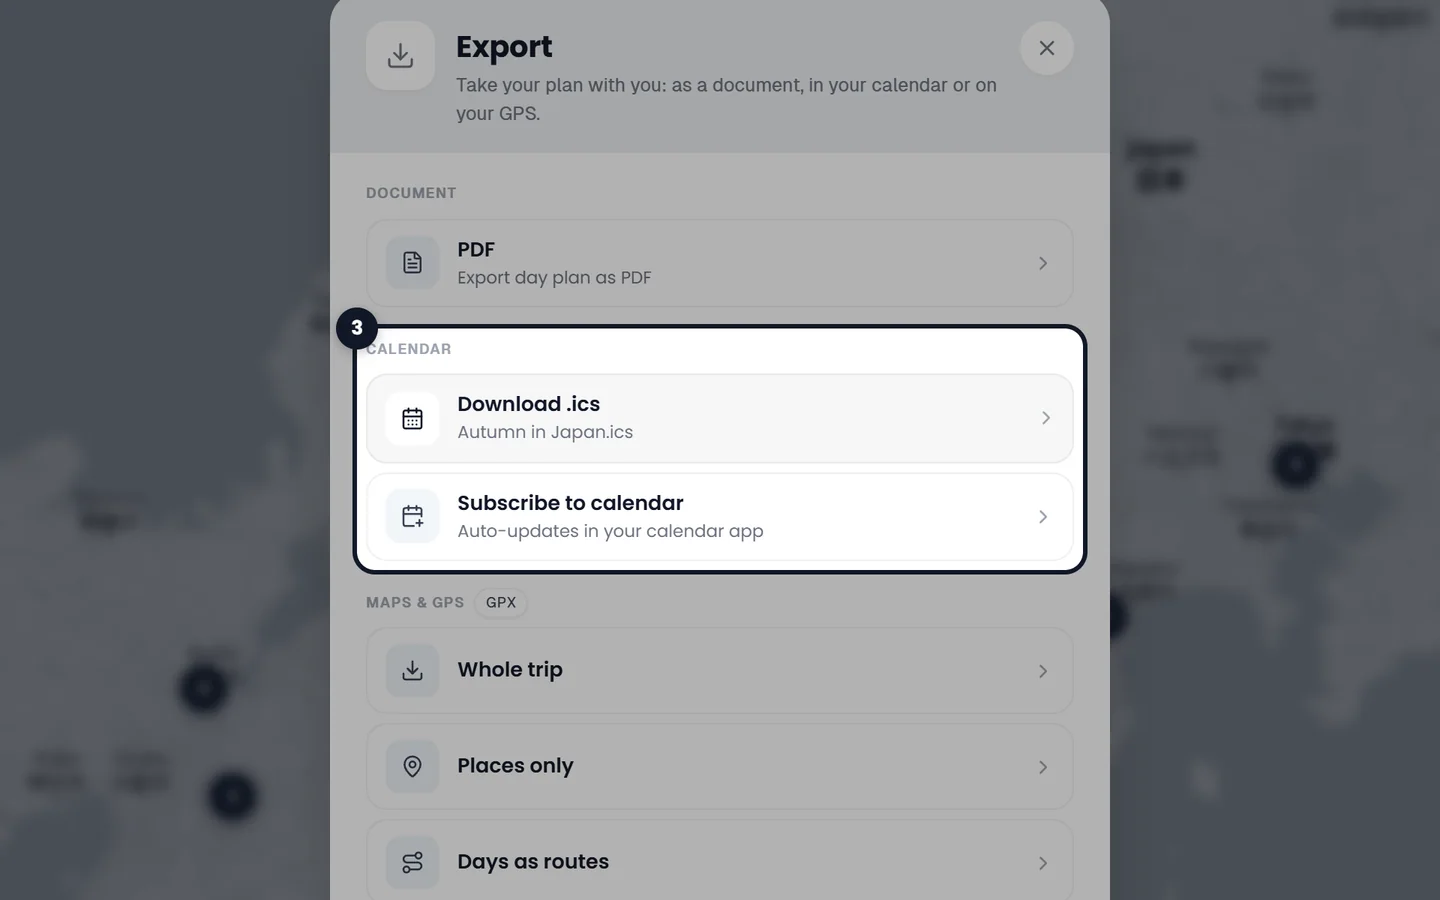 Export
Take your plan with you: as a document, in your calendar or on
your GPS.
DOCUMENT
PDF
Export day plan as PDF
3
CALENDAR
Download .ics
Autumn in Japan.ics
Subscribe to calendar
Auto-updates in your calendar app
MAPS & GPS GPX
Whole trip
Places only
Days as routes